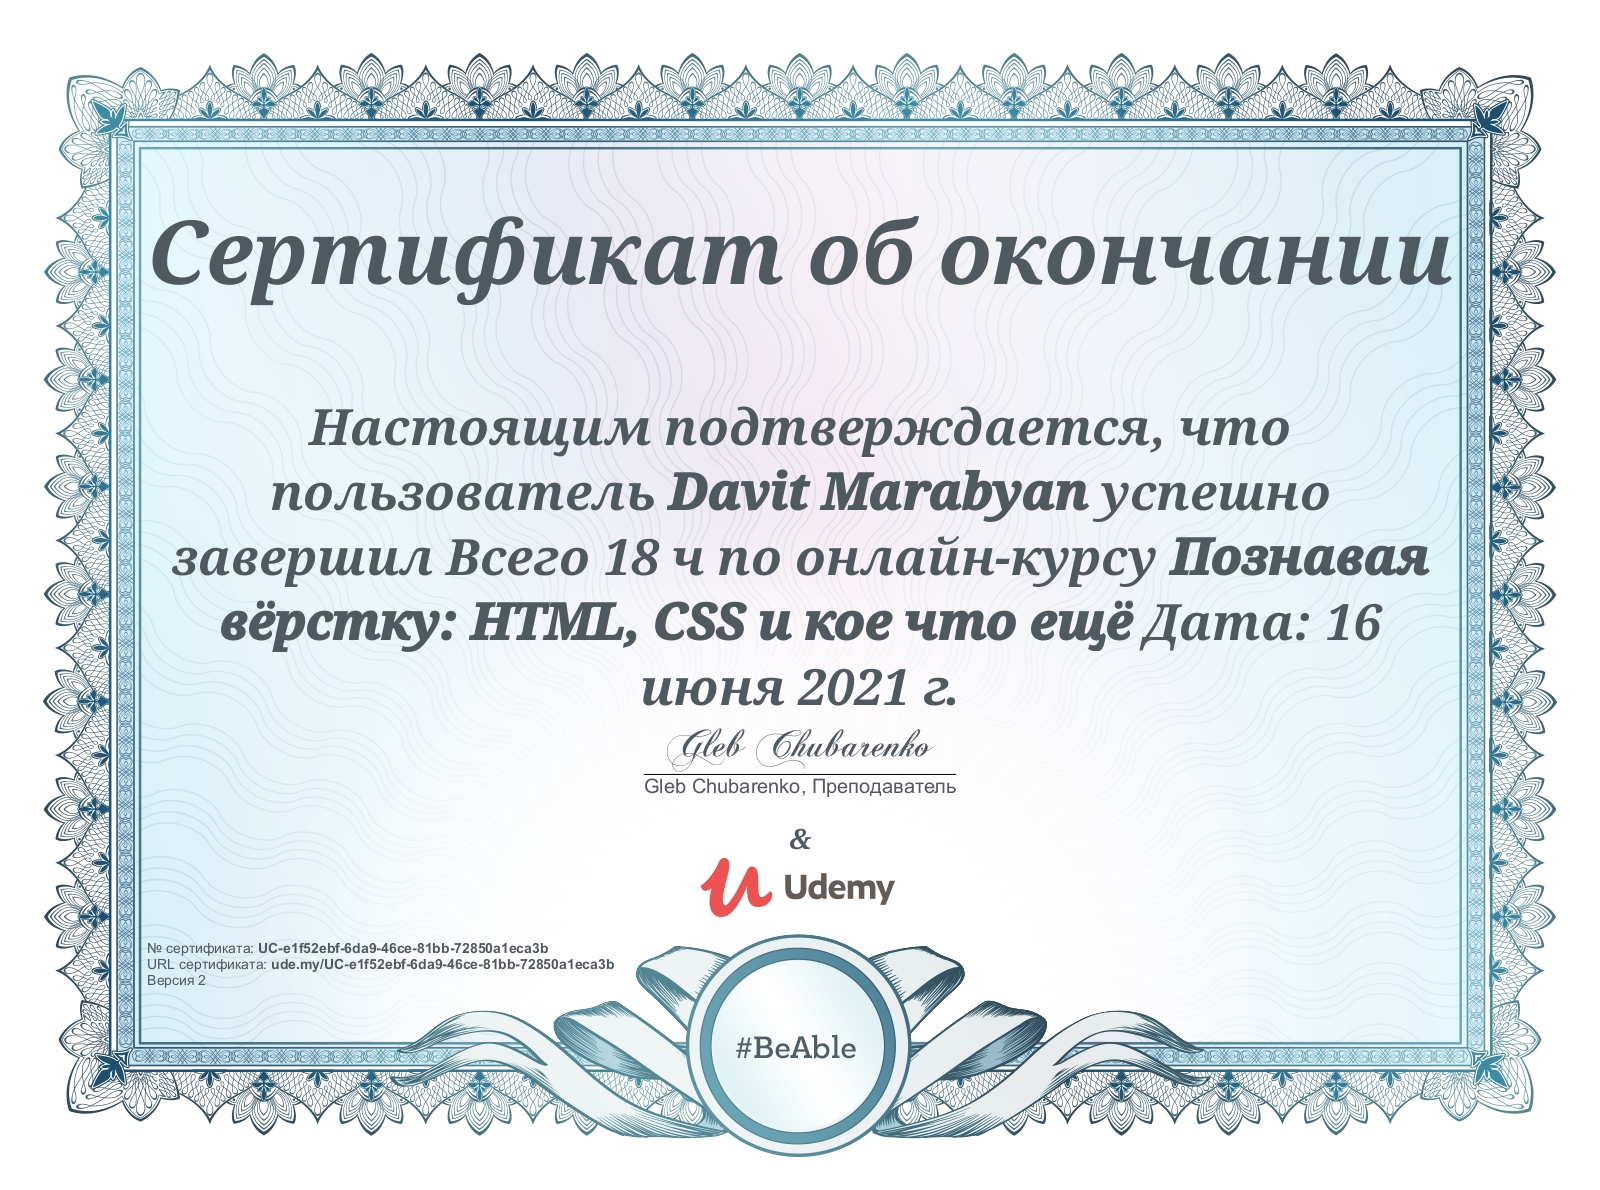 Сертификат об окончании
Настоящим подтверждается, что
пользователь Davit Marabyan успешно
завершил Всего 18 ч по онлайн-курсу Познавая
вёрстку: HTML, CSS и кое что ещё Дата: 16
июня 2021 г.
Gleb Chubarenko
Gleb Chubarenko, Преподаватель
&
Udemy
№ сертификата: UC-e1f52ebf-6da9-46ce-81bb-72850a1eca3b
URL сертификата: ude.my/UC-e1f52ebf-6da9-46ce-81bb-72850a1eca3b
Версия 2
#BeAble